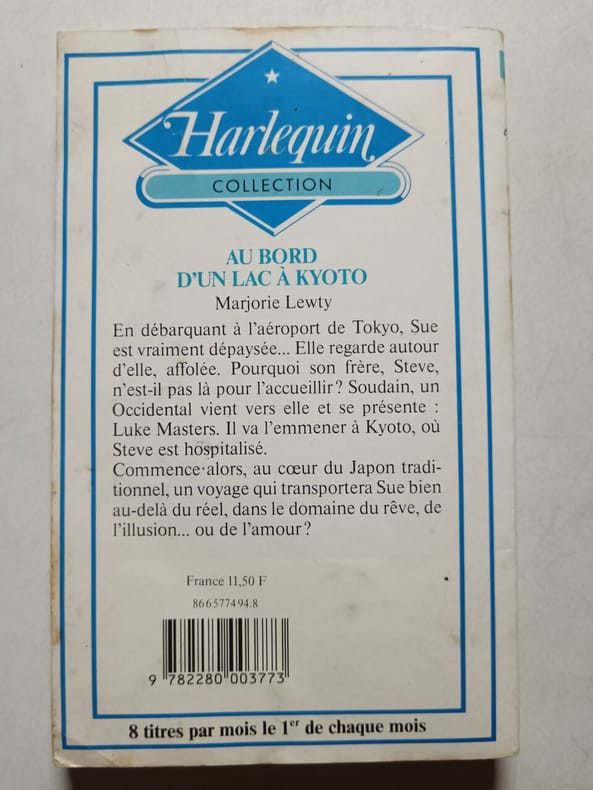 Harlequin
COLLECTION
AU BORD
D'UN LAC À KYOTO
Marjorie Lewty
En débarquant à l'aéroport de Tokyo, Sue
est vraiment dépaysée... Elle regarde autour
d'elle, affolée. Pourquoi son frère, Steve,
n'est-il pas là pour l'accueillir? Soudain, un
Occidental vient vers elle et se présente :
Luke Masters. Il va l'emmener à Kyoto, où
Steve est hospitalisé.
Commence alors, au cœur du Japon tradi-
tionnel, un voyage qui transportera Sue bien
au-delà du réel, dans le domaine du rêve, de
l'illusion... ou de l'amour?
France 11,50 F
866577494.8
9 782280 003773
8 titres par mois le 1er de chaque mois